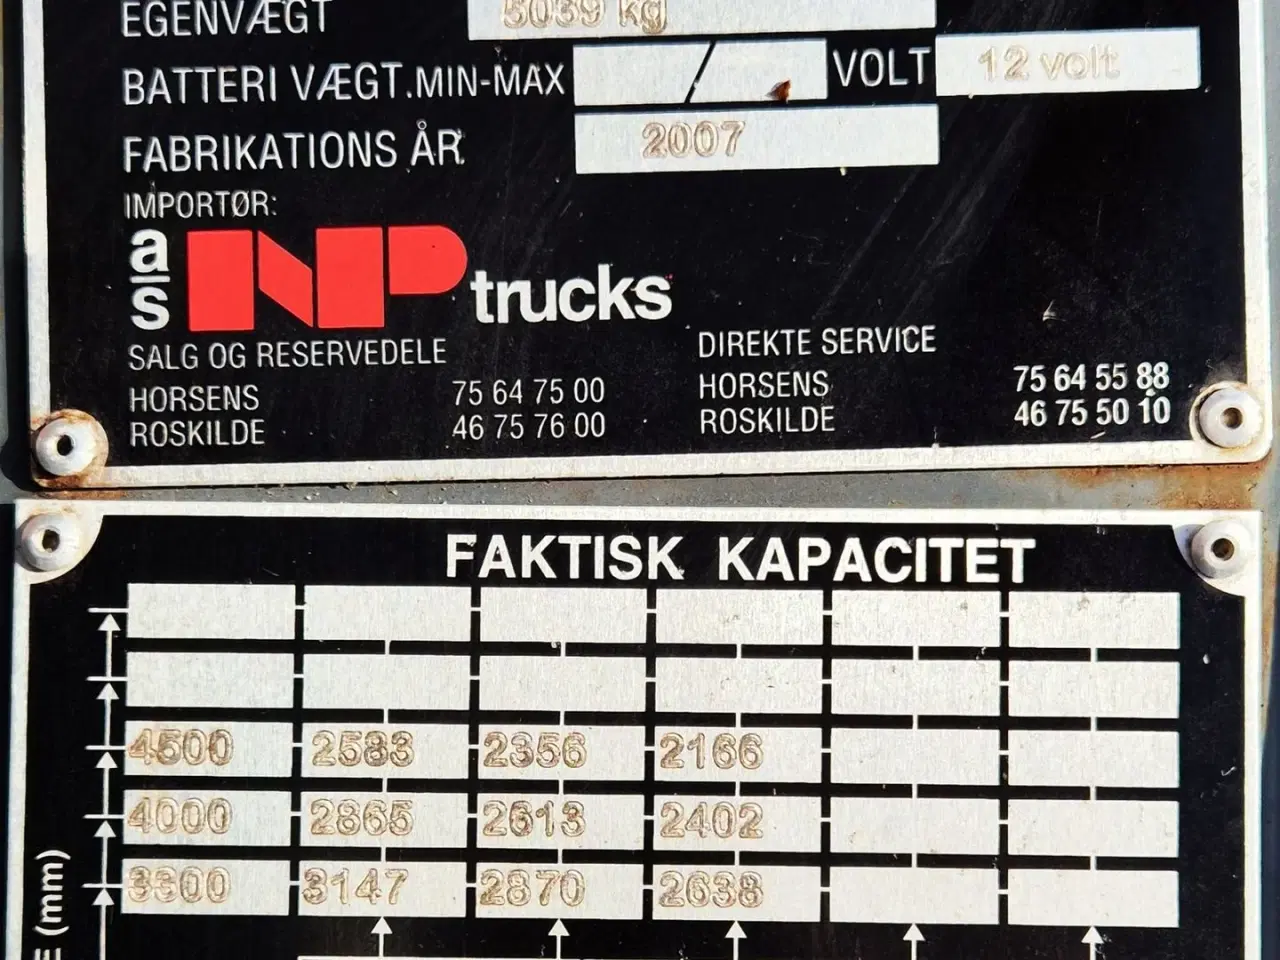 EGENVÆGT 5039 kg
BATTERI VÆGT.MIN-MAX / VOLT 12 volt
FABRIKATIONS ÅR. 2007
IMPORTØR:
a/s NP trucks
SALG OG RESERVEDELE DIREKTE SERVICE
HORSENS 75 64 75 00 HORSENS 75 64 55 88
ROSKILDE 46 75 76 00 ROSKILDE 46 75 50 10
FAKTISK KAPACITET
4500 2583 2356 2166
4000 2865 2613 2402
3300 3147 2870 2638
(mm)